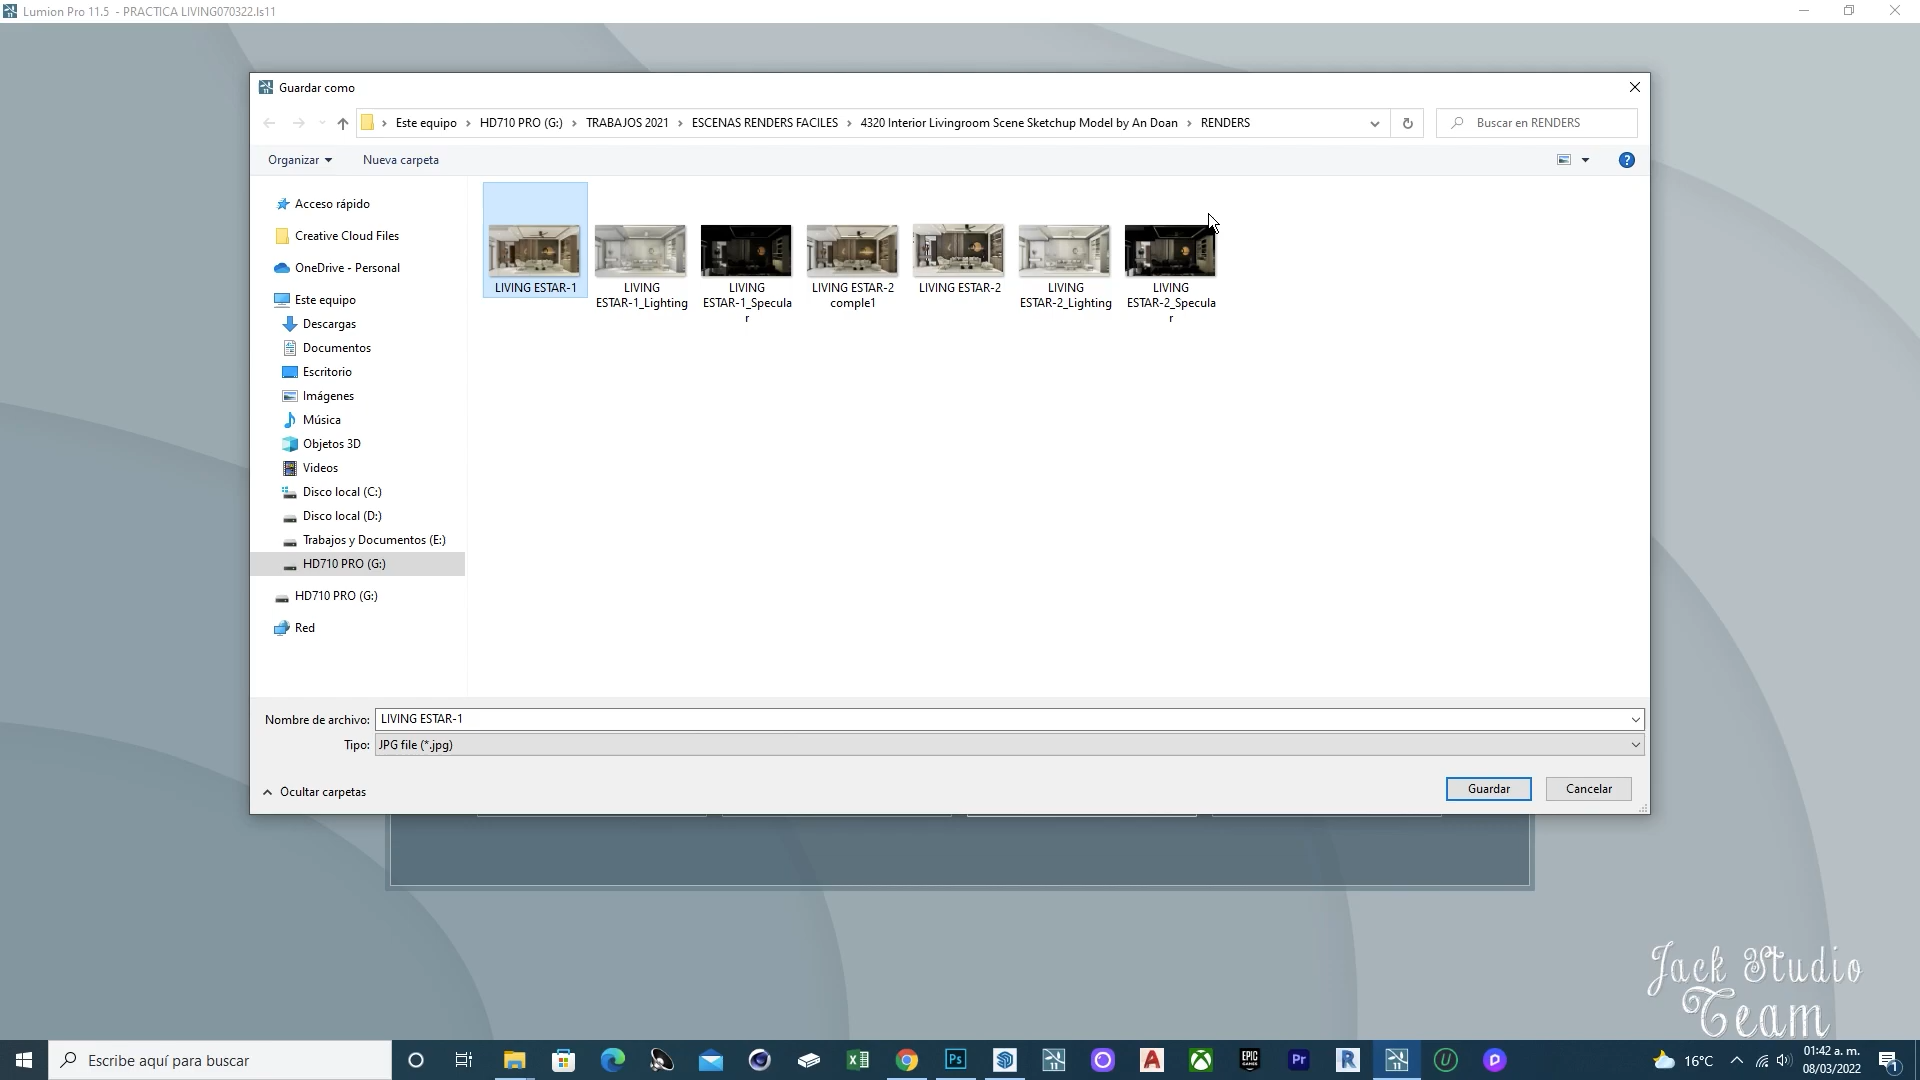 Lumion Pro 11.5 - PRACTICA LIVING070322.ls11
Guardar como
Este equipo > HD710 PRO (G:) > TRABAJOS 2021 > ESCENAS RENDERS FACILES > 4320 Interior Livingroom Scene Sketchup Model by An Doan > RENDERS
Buscar en RENDERS
Organizar
Nueva carpeta
Acceso rápido
Creative Cloud Files
OneDrive - Personal
Este equipo
Descargas
Documentos
Escritorio
Imágenes
Música
Objetos 3D
Videos
Disco local (C:)
Disco local (D:)
Trabajos y Documentos (E:)
HD710 PRO (G:)
HD710 PRO (G:)
Red
LIVING ESTAR-1
LIVING
ESTAR-1_Lighting
LIVING
ESTAR-1_Specula
r
LIVING ESTAR-2
comple1
LIVING ESTAR-2
LIVING
ESTAR-2_Lighting
LIVING
ESTAR-2_Specula
r
Nombre de archivo: LIVING ESTAR-1
Tipo: JPG file (*.jpg)
Ocultar carpetas
Guardar
Cancelar
Jack Studio
Team
Escribe aquí para buscar
Ps
A
EPIC
GAMES
Pr
R
16°C
01:42 a. m.
08/03/2022
1